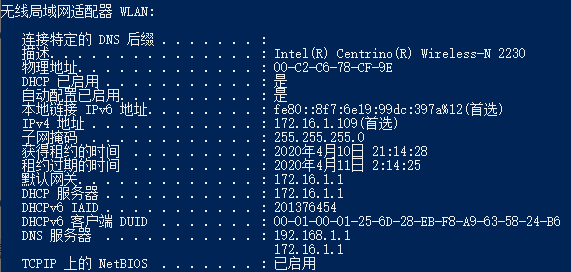 无线局域网适配器 WLAN:
连接特定的 DNS 后缀 . . . . . . . :
描述. . . . . . . . . . . . . . . : Intel(R) Centrino(R) Wireless-N 2230
物理地址. . . . . . . . . . . . . : 00-C2-C6-78-CF-9E
DHCP 已启用 . . . . . . . . . . . : 是
自动配置已启用. . . . . . . . . . : 是
本地链接 IPv6 地址. . . . . . . . : fe80::8f7:6e19:99dc:397a%12(首选)
IPv4 地址 . . . . . . . . . . . . : 172.16.1.109(首选)
子网掩码 . . . . . . . . . . . . : 255.255.255.0
获得租约的时间 . . . . . . . . . : 2020年4月10日 21:14:28
租约过期的时间 . . . . . . . . . : 2020年4月11日 2:14:25
默认网关. . . . . . . . . . . . . : 172.16.1.1
DHCP 服务器 . . . . . . . . . . . : 172.16.1.1
DHCPv6 IAID . . . . . . . . . . . : 201376454
DHCPv6 客户端 DUID . . . . . . . : 00-01-00-01-25-6D-28-EB-F8-A9-63-58-24-B6
DNS 服务器 . . . . . . . . . . . : 192.168.1.1
172.16.1.1
TCPIP 上的 NetBIOS . . . . . . . : 已启用